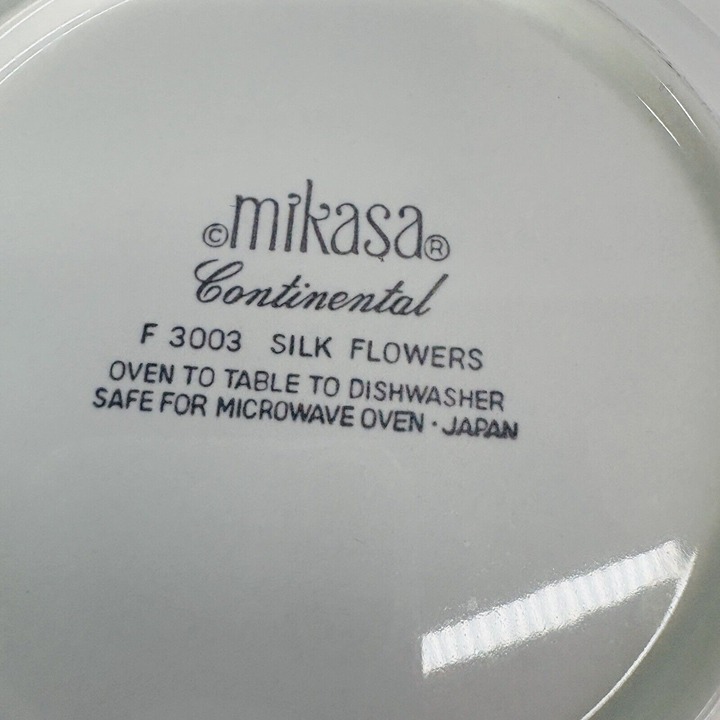 ©mikasa®
Continental
F 3003 SILK FLOWERS
OVEN TO TABLE TO DISHWASHER
SAFE FOR MICROWAVE OVEN · JAPAN